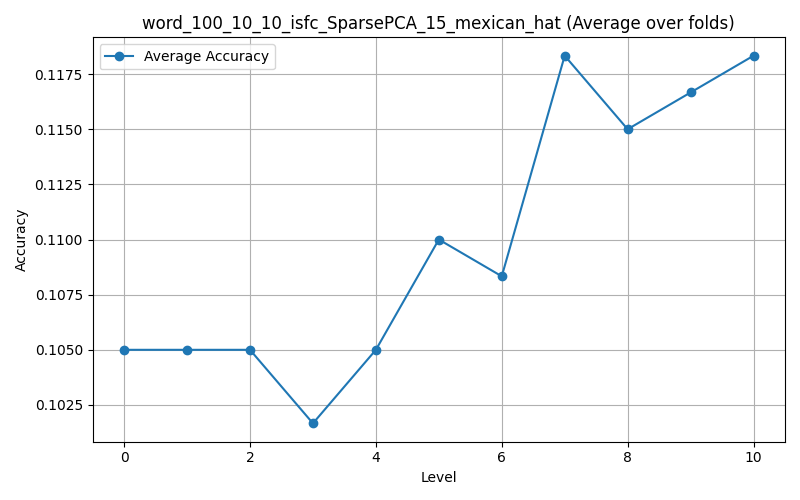 word_100_10_10_isfc_SparsePCA_15_mexican_hat (Average over folds)
Average Accuracy
0.1175
0.1150
0.1125
0.1100
0.1075
0.1050
0.1025
Accuracy
0 2 4 6 8 10
Level